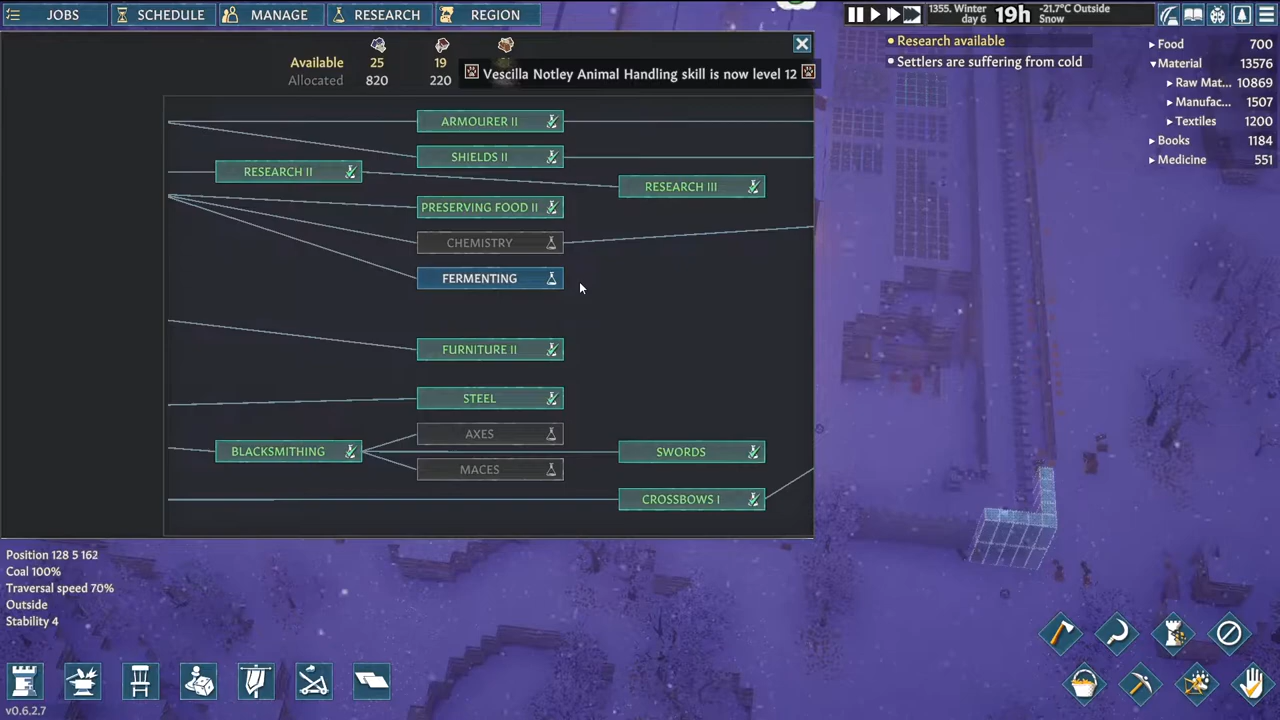 JOBS SCHEDULE MANAGE RESEARCH REGION
1355. Winter
day 6
19h
-21.7°C Outside
Snow
Research available
Settlers are suffering from cold
Food 700
Material 13576
Raw Mat... 10869
Manufac... 1507
Textiles 1200
Books 1184
Medicine 551
Available 25 19
Allocated 820 220
Vescilla Notley Animal Handling skill is now level 12
ARMOURER II
SHIELDS II
RESEARCH II
RESEARCH III
PRESERVING FOOD II
CHEMISTRY
FERMENTING
FURNITURE II
STEEL
AXES
BLACKSMITHING
SWORDS
MACES
CROSSBOWS I
Position 128 5 162
Coal 100%
Traversal speed 70%
Outside
Stability 4
v0.6.2.7